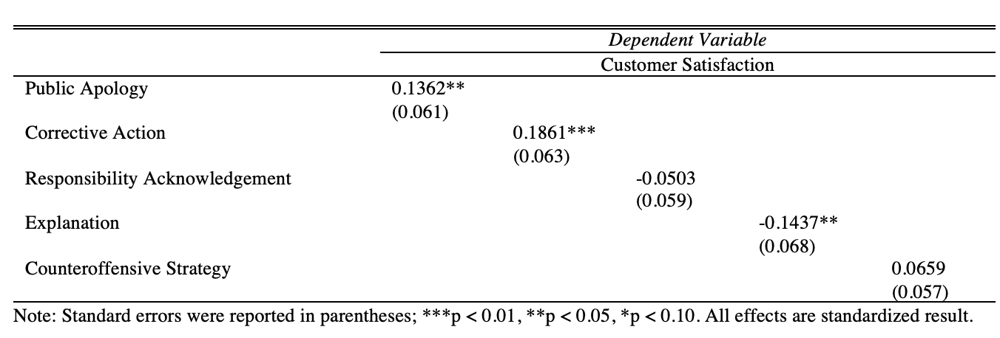 Dependent Variable
Customer Satisfaction
Public Apology 0.1362**
(0.061)
Corrective Action 0.1861***
(0.063)
Responsibility Acknowledgement -0.0503
(0.059)
Explanation -0.1437**
(0.068)
Counteroffensive Strategy 0.0659
(0.057)
Note: Standard errors were reported in parentheses; ***p < 0.01, **p < 0.05, *p < 0.10. All effects are standardized result.